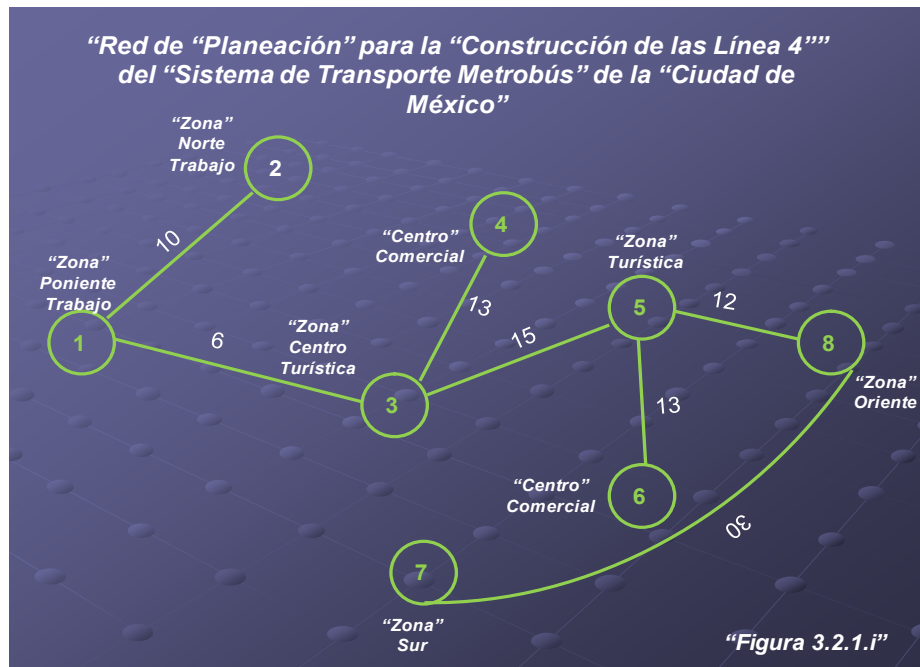 “Red de “Planeación” para la “Construcción de las Línea 4””
del “Sistema de Transporte Metrobús” de la “Ciudad de
México”
“Zona”
Norte
Trabajo
2
10
“Zona”
Poniente
Trabajo
1
6
“Zona”
Centro
Turística
3
“Centro”
Comercial
4
13
15
“Zona”
Turística
5
12
8
“Zona”
Oriente
13
“Centro”
Comercial
6
30
7
“Zona”
Sur
“Figura 3.2.1.i”